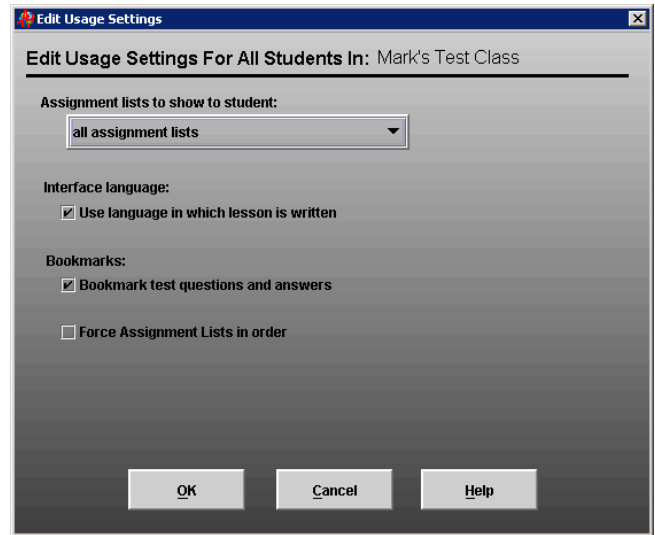 Edit Usage Settings
Edit Usage Settings For All Students In: Mark's Test Class
Assignment lists to show to student:
all assignment lists
Interface language:
Use language in which lesson is written
Bookmarks:
Bookmark test questions and answers
Force Assignment Lists in order
OK Cancel Help